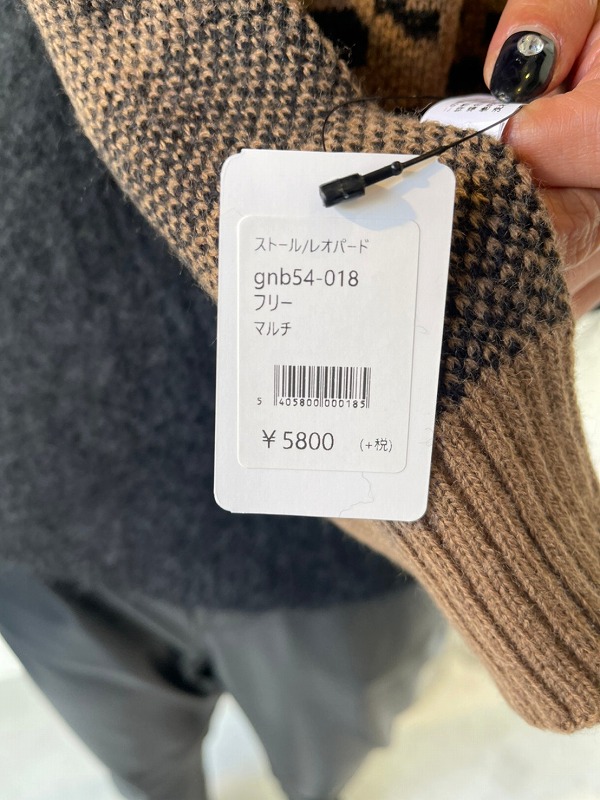 ストール/レオパード
gnb54-018
フリー
マルチ
5 405800 000185
￥5800 (+税)